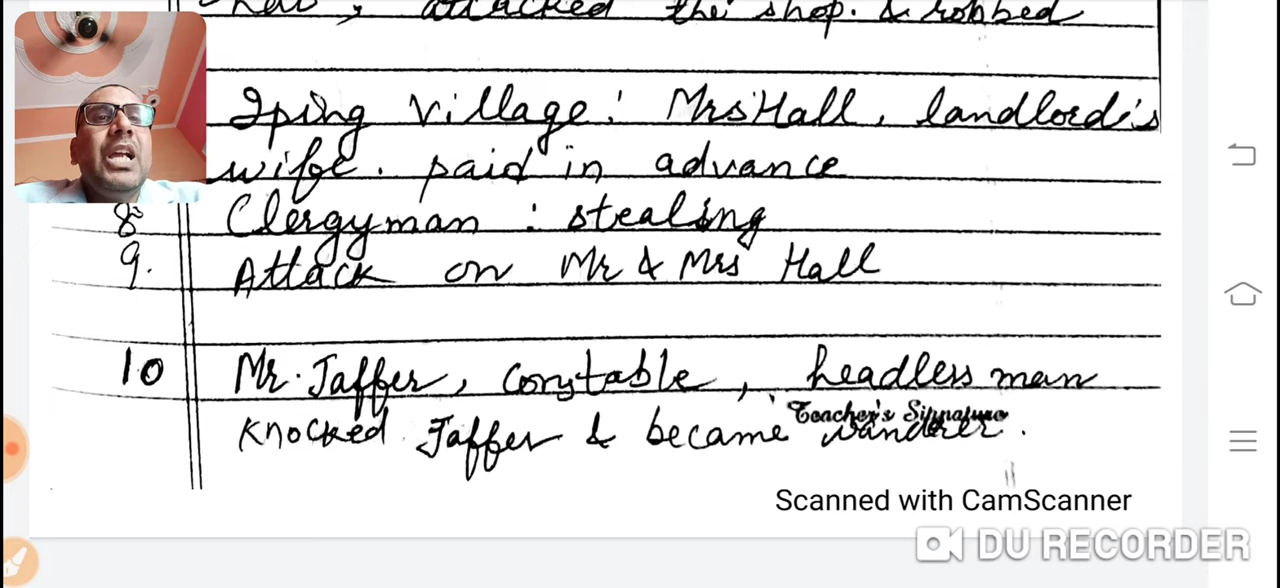 attacked the shop. & robbed
Iping Village: Mrs Hall, landlord's
wife. paid in advance
8 Clergyman : stealing
9. Attack on Mr & Mrs Hall
10 Mr. Jaffer, constable, headless man
Teacher's Signature
knocked Jaffer & became wanderer.
Scanned with CamScanner
DU RECORDER